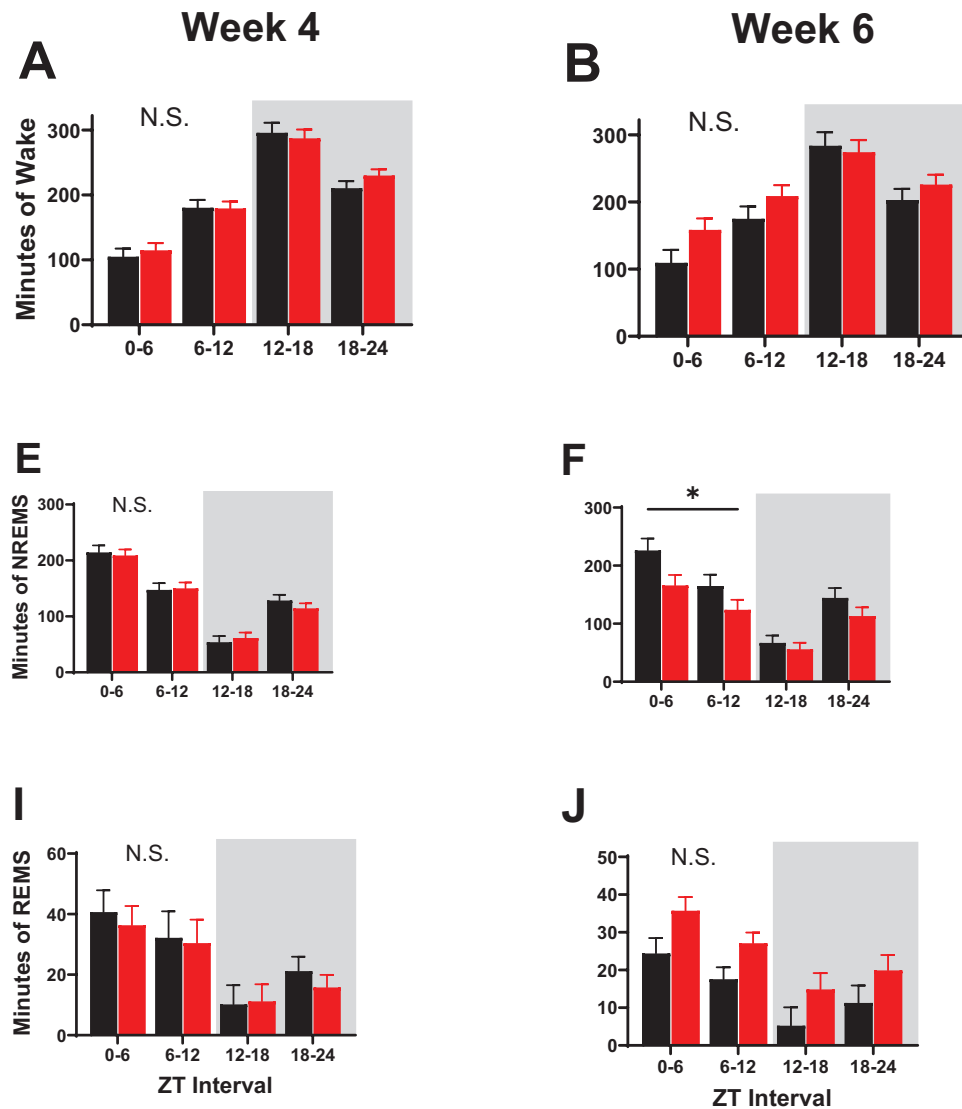 Week 4
Week 6
A
N.S.
Minutes of Wake
300
200
100
0
0-6 6-12 12-18 18-24
B
N.S.
300
200
100
0
0-6 6-12 12-18 18-24
E
N.S.
Minutes of NREMS
300
200
100
0
0-6 6-12 12-18 18-24
F
*
300
200
100
0
0-6 6-12 12-18 18-24
I
N.S.
Minutes of REMS
60
40
20
0
0-6 6-12 12-18 18-24
ZT Interval
J
N.S.
50
40
30
20
10
0
0-6 6-12 12-18 18-24
ZT Interval